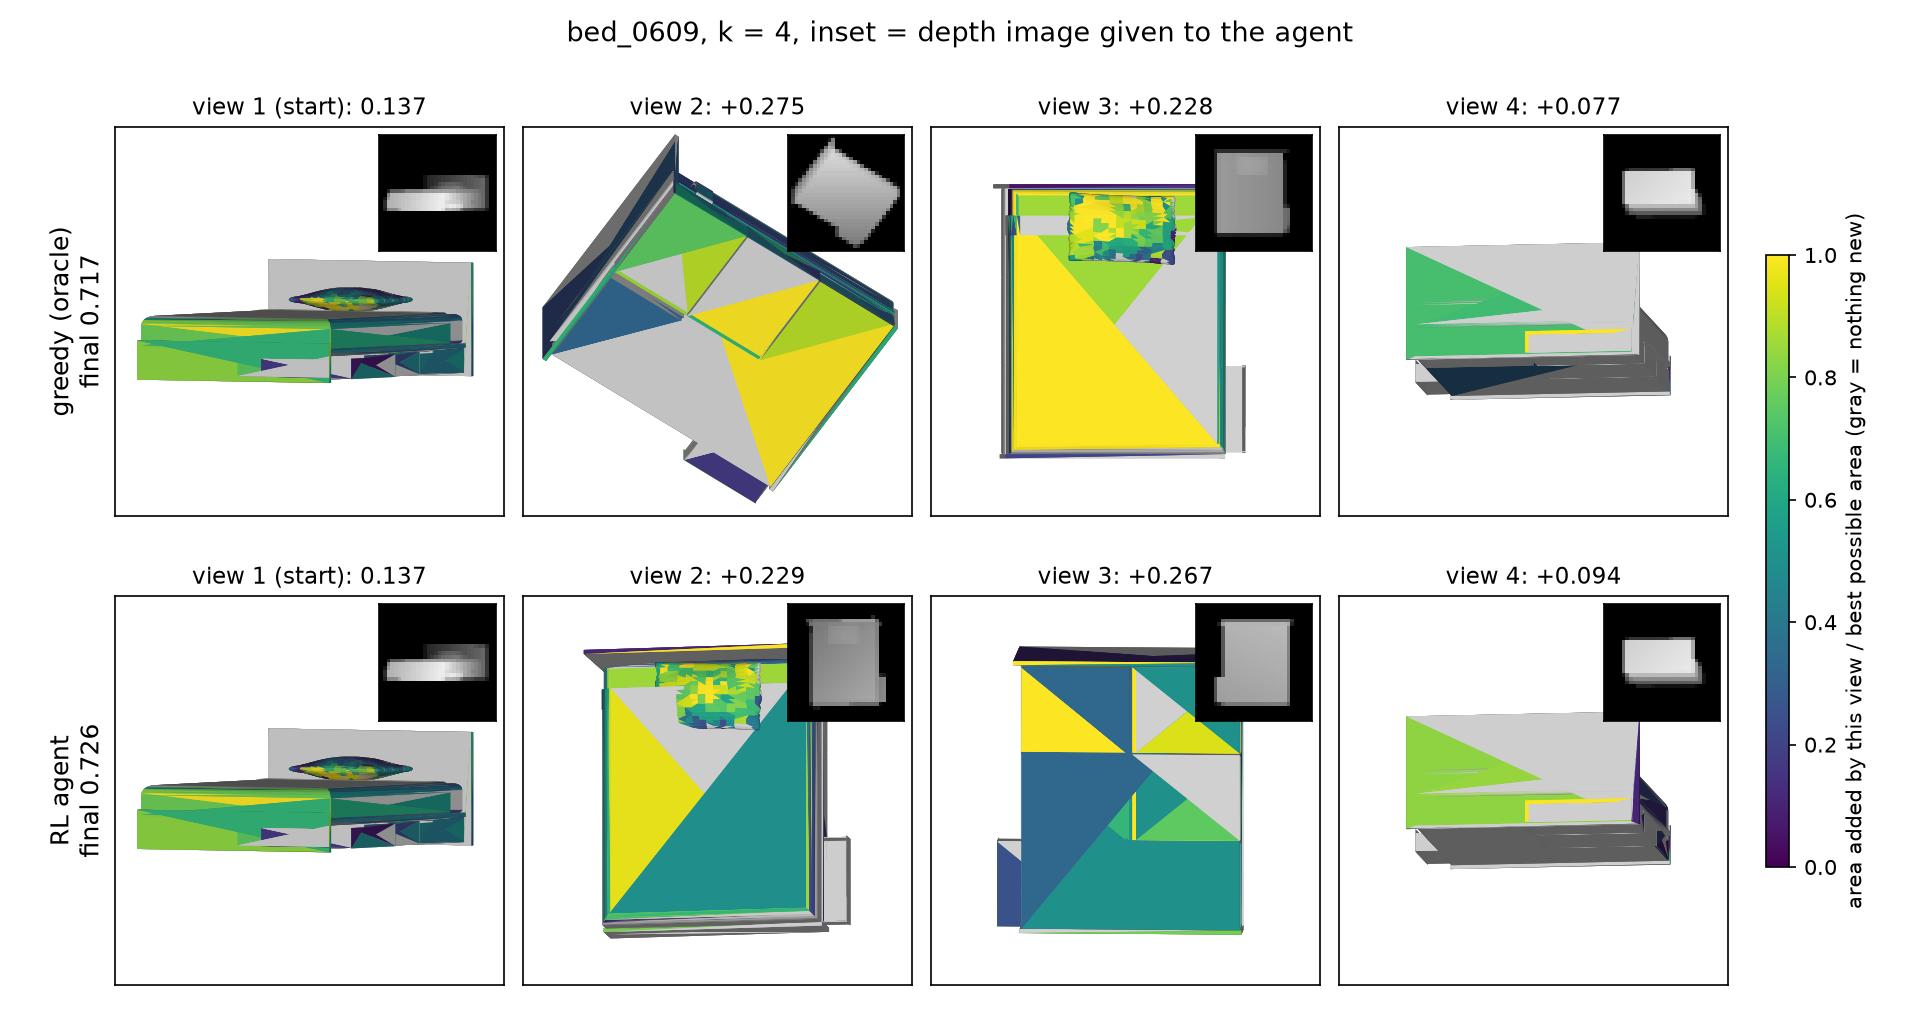 bed_0609, k = 4, inset = depth image given to the agent
view 1 (start): 0.137
view 2: +0.275
view 3: +0.228
view 4: +0.077
greedy (oracle)
final 0.717
view 1 (start): 0.137
view 2: +0.229
view 3: +0.267
view 4: +0.094
RL agent
final 0.726
1.0
0.8
0.6
0.4
0.2
0.0
area added by this view / best possible area (gray = nothing new)